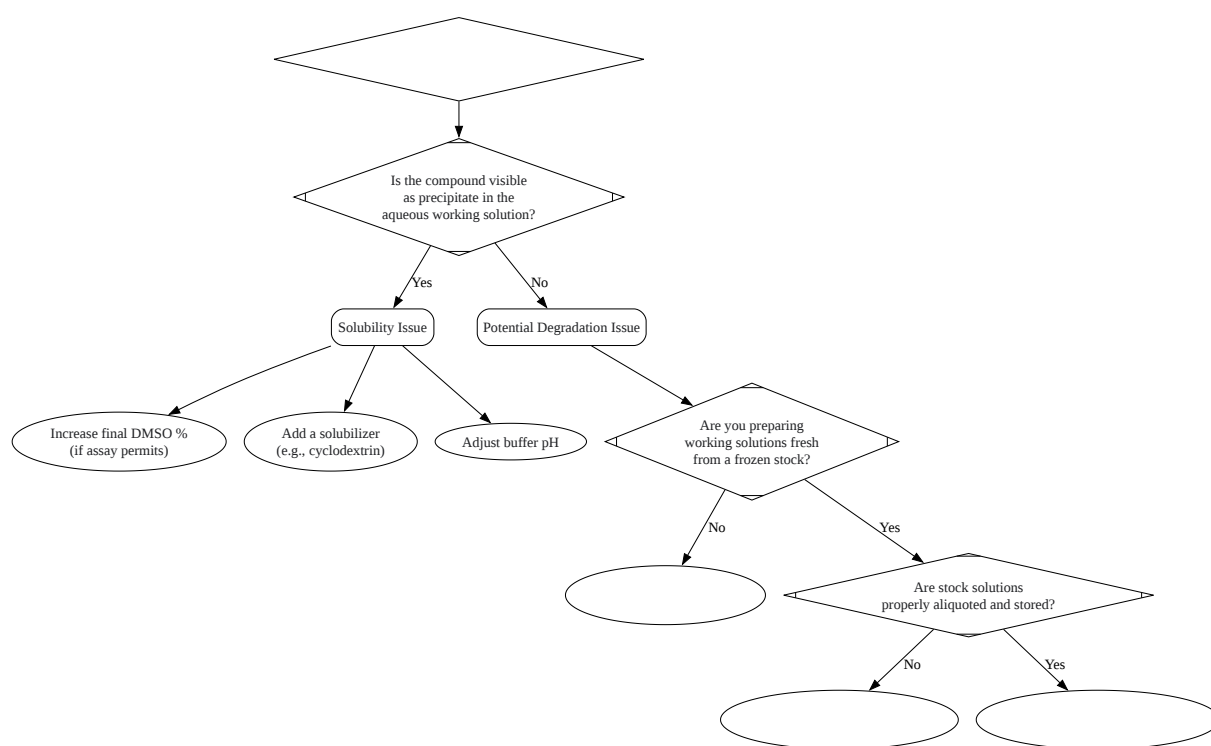 Is the compound visible
as precipitate in the
aqueous working solution?
Yes
No
Solubility Issue
Potential Degradation Issue
Increase final DMSO %
(if assay permits)
Add a solubilizer
(e.g., cyclodextrin)
Adjust buffer pH
Are you preparing
working solutions fresh
from a frozen stock?
No
Yes
Are stock solutions
properly aliquoted and stored?
No
Yes